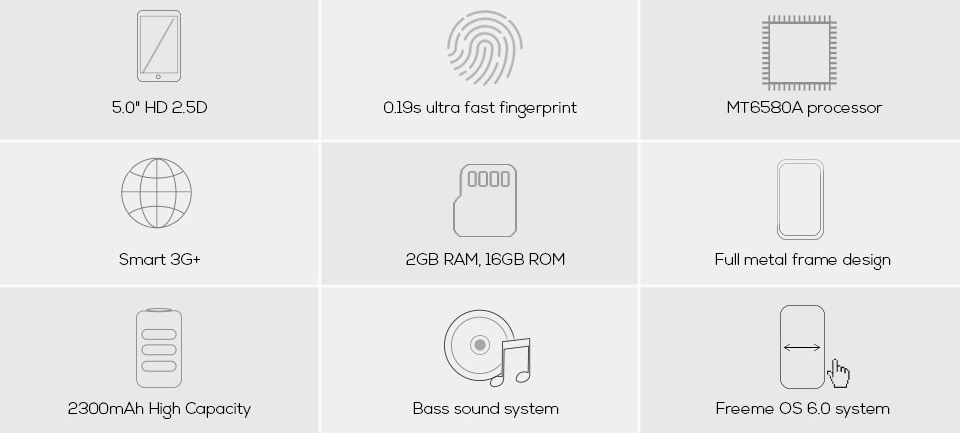 5.0" HD 2.5D
0.19s ultra fast fingerprint
MT6580A processor
Smart 3G+
2GB RAM, 16GB ROM
Full metal frame design
2300mAh High Capacity
Bass sound system
Freeme OS 6.0 system